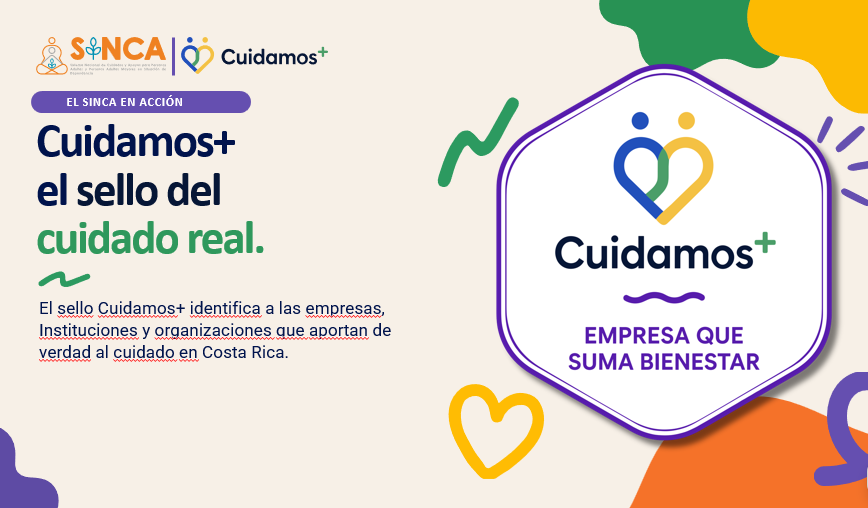 SINCA
Cuidamos+
EL SINCA EN ACCIÓN
Cuidamos+
el sello del
cuidado real.
El sello Cuidamos+ identifica a las empresas,
Instituciones y organizaciones que aportan de
verdad al cuidado en Costa Rica.
Cuidamos+
EMPRESA QUE
SUMA BIENESTAR